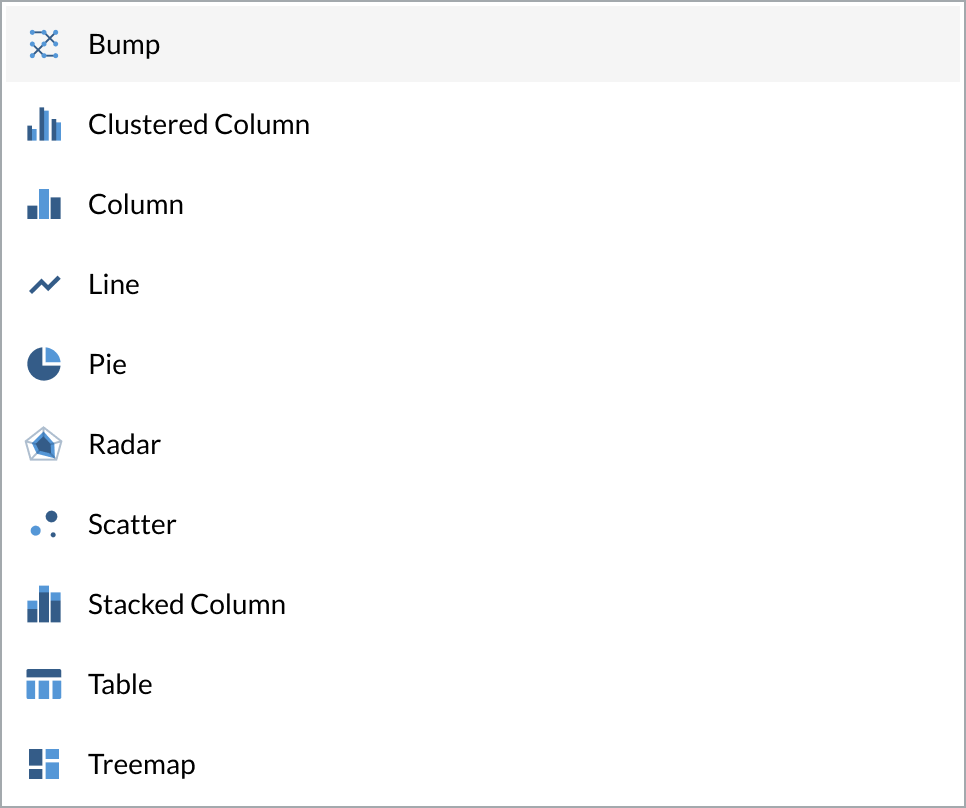 Bump
Clustered Column
Column
Line
Pie
Radar
Scatter
Stacked Column
Table
Treemap